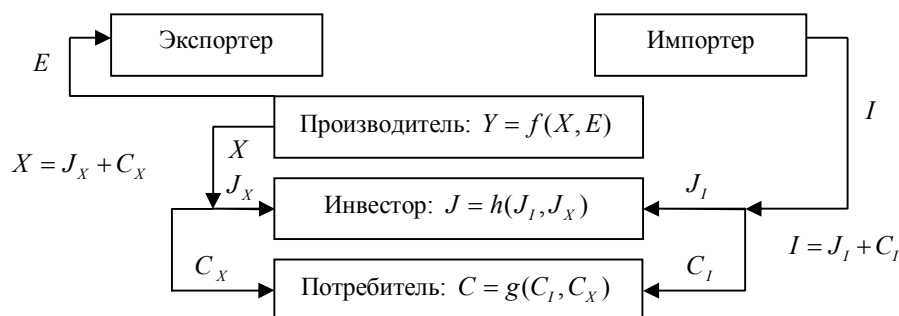 Экспортер
Импортер
E
I
Производитель: Y = f(X, E)
X
X = J_X + C_X
J_X
Инвестор: J = h(J_I, J_X)
J_I
I = J_I + C_I
C_X
Потребитель: C = g(C_I, C_X)
C_I